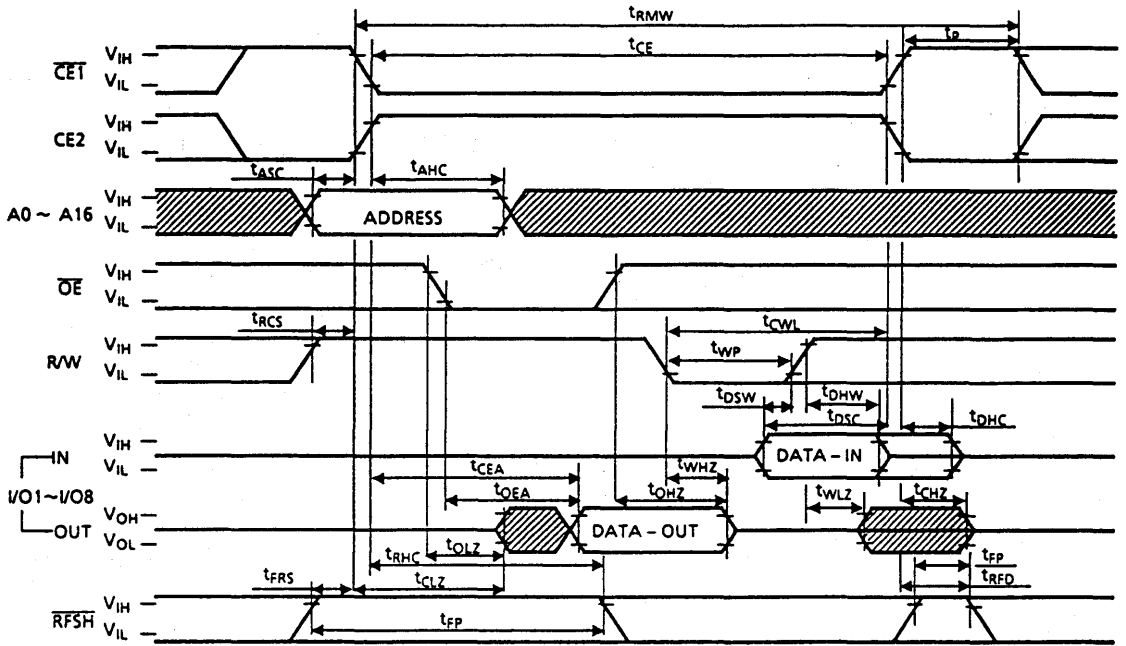 tRMW
tP
tCE
CE1 VIH
VIL
CE2 VIH
VIL
tASC tAHC
A0 ~ A16 VIH
VIL
ADDRESS
OE VIH
VIL
tRCS tCWL
R/W VIH
VIL
tWP
tDSW tDHW
tDSC tDHC
VIH
IN
VIL
DATA – IN
I/O1~I/O8
tCEA tWHZ
tOEA tOHZ tWLZ tCHZ
VOH
OUT
VOL
DATA – OUT
tOLZ tFP
tRHC
tFRS tCLZ tRFD
RFSH VIH
VIL
tFP